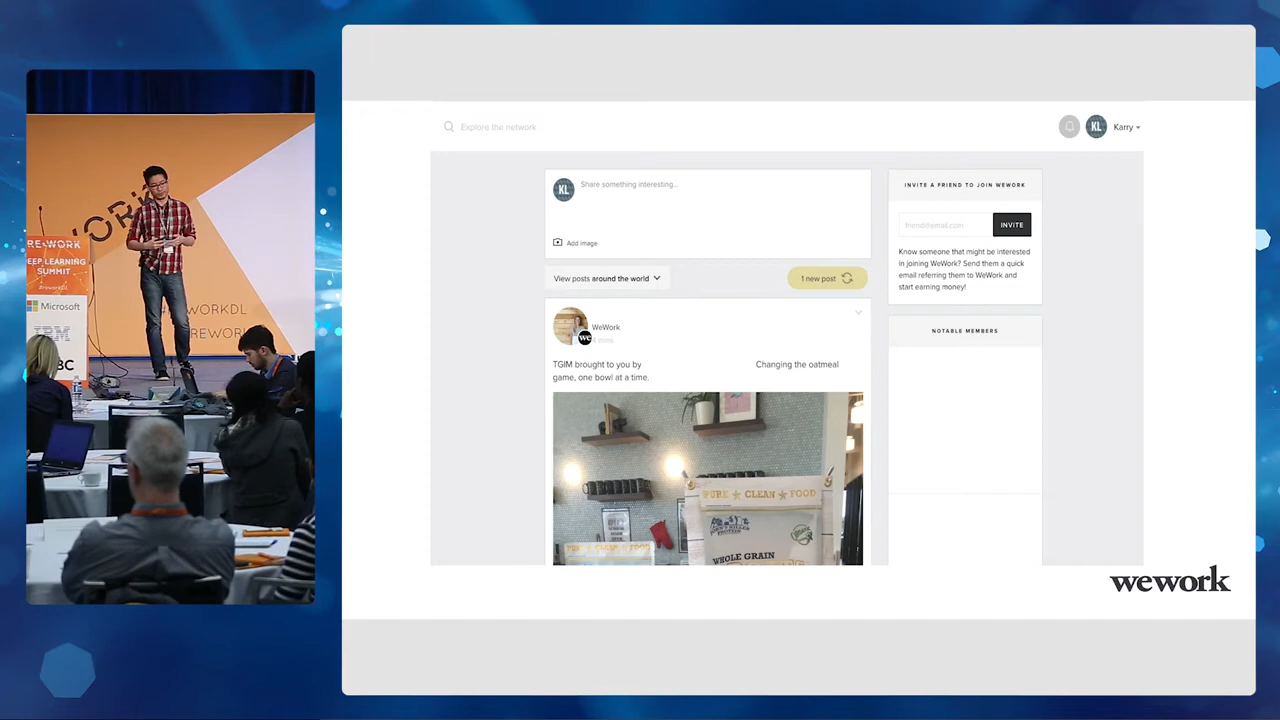 RE-WORK
DEEP LEARNING
SUMMIT
#reworkDL
Microsoft
IBM
Explore the network
KL
Karry
KL
Share something interesting...
Add image
View posts around the world
1 new post
WeWork
we
TGIM brought to you by
Changing the oatmeal
game, one bowl at a time.
PURE ★ CLEAN ★ FOOD
WHOLE GRAIN
PURE ★ CLEAN ★ FOOD
INVITE A FRIEND TO JOIN WEWORK
friend@email.com
INVITE
Know someone that might be interested
in joining WeWork? Send them a quick
email referring them to WeWork and
start earning money!
NOTABLE MEMBERS
wework